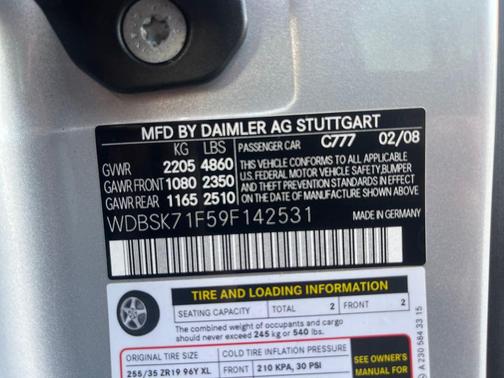 MFD BY DAIMLER AG STUTTGART
KG LBS PASSENGER CAR C777 02/08
GVWR 2205 4860 THIS VEHICLE CONFORMS TO ALL APPLICABLE
GAWR FRONT 1080 2350 U.S. FEDERAL MOTOR VEHICLE SAFETY, BUMPER
AND THEFT PREVENTION STANDARDS IN EFFECT
GAWR REAR 1165 2510 ON THE DATE OF MANUFACTURE SHOWN ABOVE.
WDBSK71F59F142531 MADE IN GERMANY
TIRE AND LOADING INFORMATION
SEATING CAPACITY TOTAL 2 FRONT 2
The combined weight of occupants and cargo
should never exceed 245 kg or 540 lbs.
ORIGINAL TIRE SIZE COLD TIRE INFLATION PRESSURE SEE OWNER'S
255/35 ZR19 96Y XL FRONT 210 KPA, 30 PSI MANUAL FOR
A 230 584 33 15